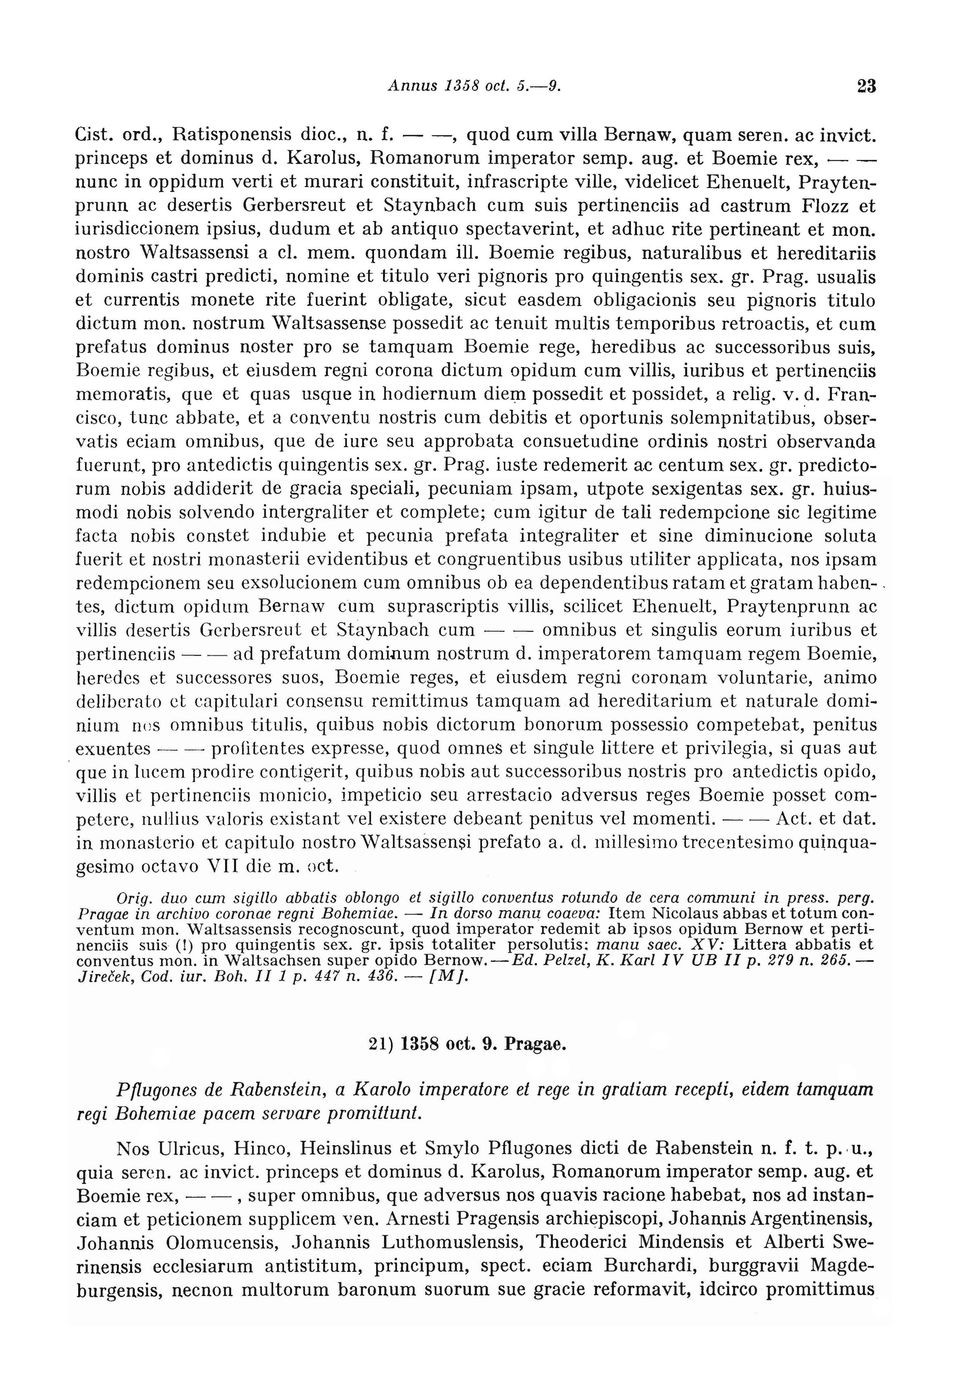 Annus 1358 oct. 5.—9. 23
Cist. ord., Ratisponensis dioc., n. f. — —, quod cum villa Bernaw, quam seren. ac invict.
princeps et dominus d. Karolus, Romanorum imperator semp. aug. et Boemie rex, — —
nunc in oppidum verti et murari constituit, infrascripte ville, videlicet Ehenuelt, Prayten-
prunn ac desertis Gerbersreut et Staynbach cum suis pertinenciis ad castrum Flozz et
iurisdiccionem ipsius, dudum et ab antiquo spectaverint, et adhuc rite pertineant et mon.
nostro Waltsassensi a cl. mem. quondam ill. Boemie regibus, naturalibus et hereditariis
dominis castri predicti, nomine et titulo veri pignoris pro quingentis sex. gr. Prag. usualis
et currentis monete rite fuerint obligate, sicut easdem obligacionis seu pignoris titulo
dictum mon. nostrum Waltsassense possedit ac tenuit multis temporibus retroactis, et cum
prefatus dominus noster pro se tamquam Boemie rege, heredibus ac successoribus suis,
Boemie regibus, et eiusdem regni corona dictum opidum cum villis, iuribus et pertinenciis
memoratis, que et quas usque in hodiernum diem possedit et possidet, a relig. v. d. Fran-
cisco, tunc abbate, et a conventu nostris cum debitis et oportunis solempnitatibus, obser-
vatis eciam omnibus, que de iure seu approbata consuetudine ordinis nostri observanda
fuerunt, pro antedictis quingentis sex. gr. Prag. iuste redemerit ac centum sex. gr. predicto-
rum nobis addiderit de gracia speciali, pecuniam ipsam, utpote sexigentas sex. gr. huius-
modi nobis solvendo intergraliter et complete; cum igitur de tali redempcione sic legitime
facta nobis constet indubie et pecunia prefata integraliter et sine diminucione soluta
fuerit et nostri monasterii evidentibus et congruentibus usibus utiliter applicata, nos ipsam
redempcionem seu exsolucionem cum omnibus ob ea dependentibus ratam et gratam haben-
tes, dictum opidum Bernaw cum suprascriptis villis, scilicet Ehenuelt, Praytenprunn ac
villis desertis Gerbersreut et Staynbach cum — — omnibus et singulis eorum iuribus et
pertinenciis — — ad prefatum dominum nostrum d. imperatorem tamquam regem Boemie,
heredes et successores suos, Boemie reges, et eiusdem regni coronam voluntarie, animo
deliberato et capitulari consensu remittimus tamquam ad hereditarium et naturale domi-
nium nos omnibus titulis, quibus nobis dictorum bonorum possessio competebat, penitus
exuentes — — profitentes expresse, quod omnes et singule littere et privilegia, si quas aut
que in lucem prodire contigerit, quibus nobis aut successoribus nostris pro antedictis opido,
villis et pertinenciis monicio, impeticio seu arrestacio adversus reges Boemie posset com-
petere, nullius valoris existant vel existere debeant penitus vel momenti. — — Act. et dat.
in monasterio et capitulo nostro Waltsassensi prefato a. d. millesimo trecentesimo quinqua-
gesimo octavo VII die m. oct.
Orig. duo cum sigillo abbatis oblongo et sigillo conventus rotundo de cera communi in press. perg.
Pragae in archivo coronae regni Bohemiae. — In dorso manu coaeva: Item Nicolaus abbas et totum con-
ventum mon. Waltsassensis recognoscunt, quod imperator redemit ab ipsos opidum Bernow et perti-
nenciis suis (!) pro quingentis sex. gr. ipsis totaliter persolutis; manu saec. XV: Littera abbatis et
conventus mon. in Waltsachsen super opido Bernow. — Ed. Pelzel, K. Karl IV UB II p. 279 n. 265. —
Jireček, Cod. iur. Boh. II 1 p. 447 n. 436. — [M].
21) 1358 oct. 9. Pragae.
Pflugones de Rabenstein, a Karolo imperatore et rege in gratiam recepti, eidem tamquam
regi Bohemiae pacem servare promittunt.
Nos Ulricus, Hinco, Heinslinus et Smylo Pflugones dicti de Rabenstein n. f. t. p. u.,
quia seren. ac invict. princeps et dominus d. Karolus, Romanorum imperator semp. aug. et
Boemie rex, — — , super omnibus, que adversus nos quavis racione habebat, nos ad instan-
ciam et peticionem supplicem ven. Arnesti Pragensis archiepiscopi, Johannis Argentinensis,
Johannis Olomucensis, Johannis Luthomuslensis, Theoderici Mindensis et Alberti Swe-
rinensis ecclesiarum antistitum, principum, spect. eciam Burchardi, burggravii Magde-
burgensis, necnon multorum baronum suorum sue gracie reformavit, idcirco promittimus